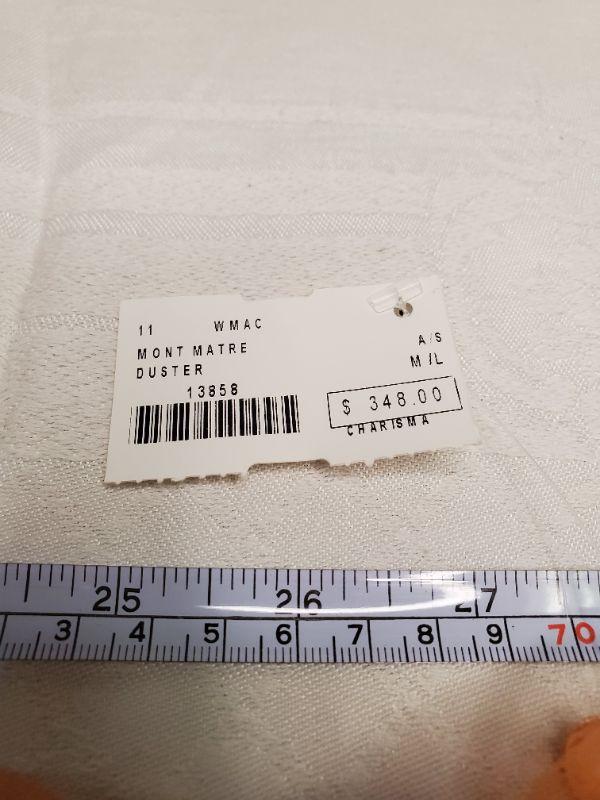 11 WMAC
MONT MATRE
DUSTER
13858
A/S
M/L
$ 348.00
CHARISMA
25 26 27
3 4 5 6 7 8 9 70